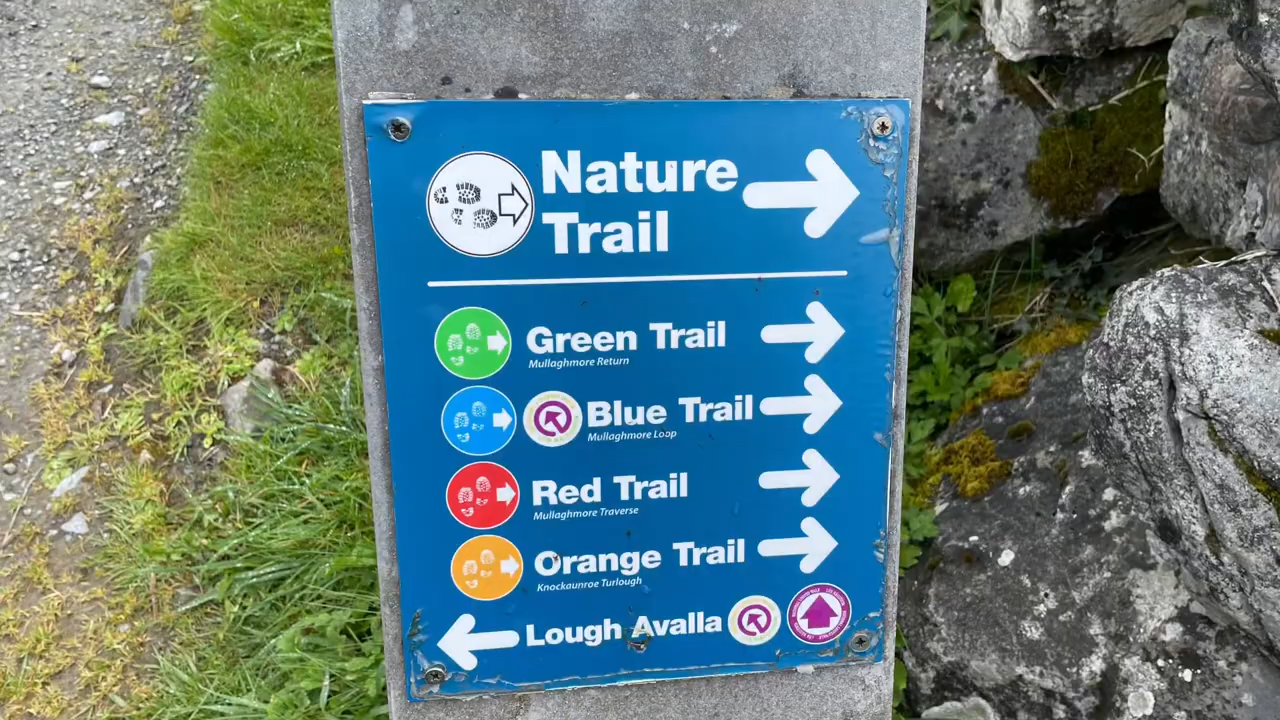 Nature
Trail
Green Trail
Mullaghmore Return
Blue Trail
Mullaghmore Loop
Red Trail
Mullaghmore Traverse
Orange Trail
Knockaunroe Turlough
Lough Avalla